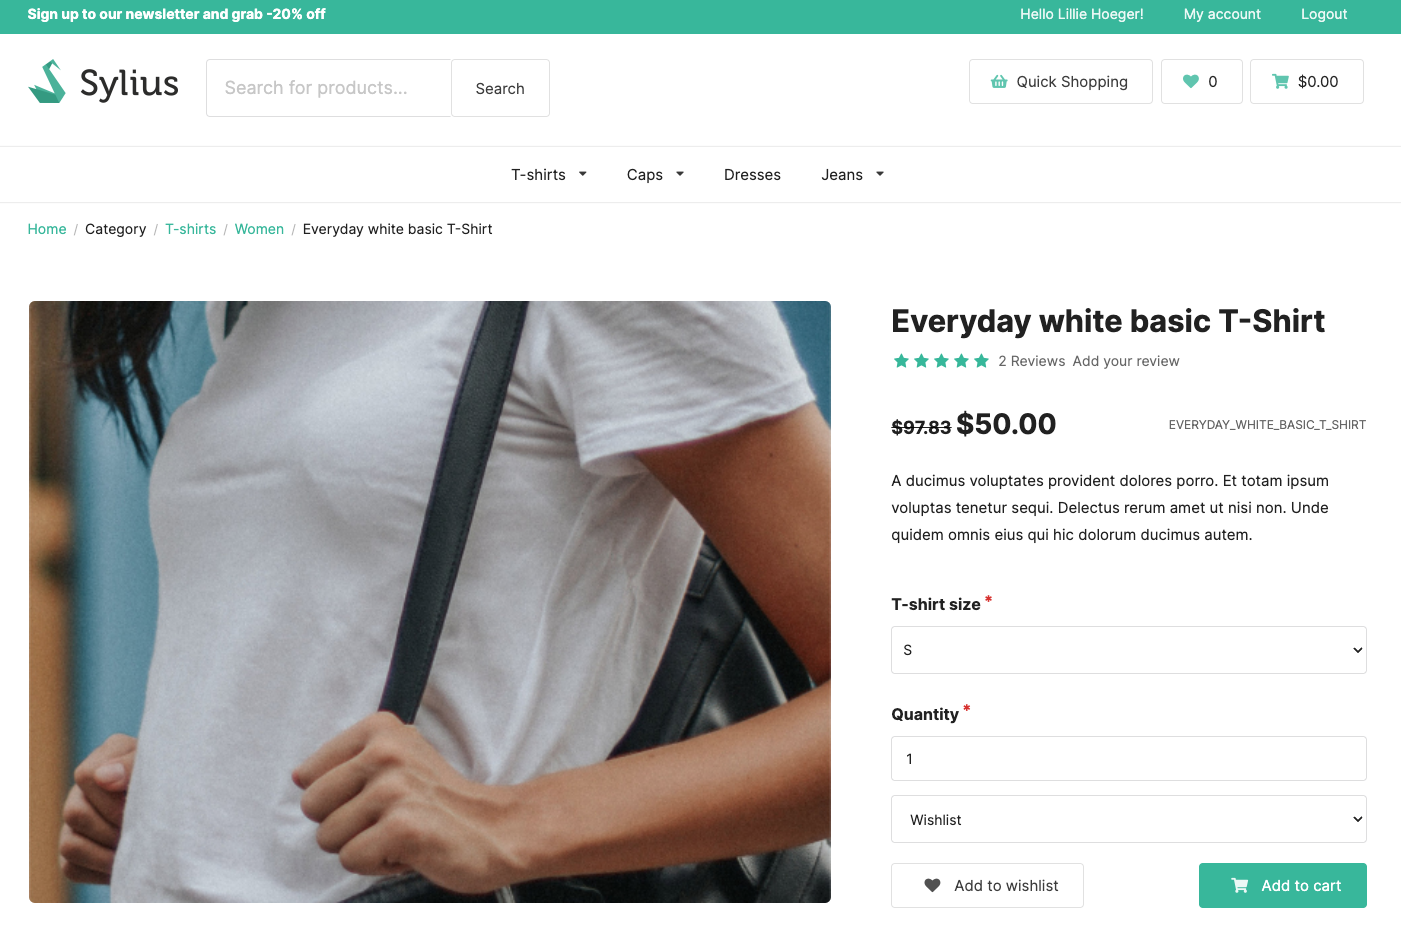 Sign up to our newsletter and grab -20% off
Hello Lillie Hoeger! My account Logout
Sylius
Search for products...
Search
Quick Shopping
0
$0.00
T-shirts Caps Dresses Jeans
Home / Category / T-shirts / Women / Everyday white basic T-Shirt
Everyday white basic T-Shirt
2 Reviews Add your review
$97.83 $50.00
EVERYDAY_WHITE_BASIC_T_SHIRT
A ducimus voluptates provident dolores porro. Et totam ipsum
voluptas tenetur sequi. Delectus rerum amet ut nisi non. Unde
quidem omnis eius qui hic dolorum ducimus autem.
T-shirt size *
S
Quantity *
1
Wishlist
Add to wishlist
Add to cart